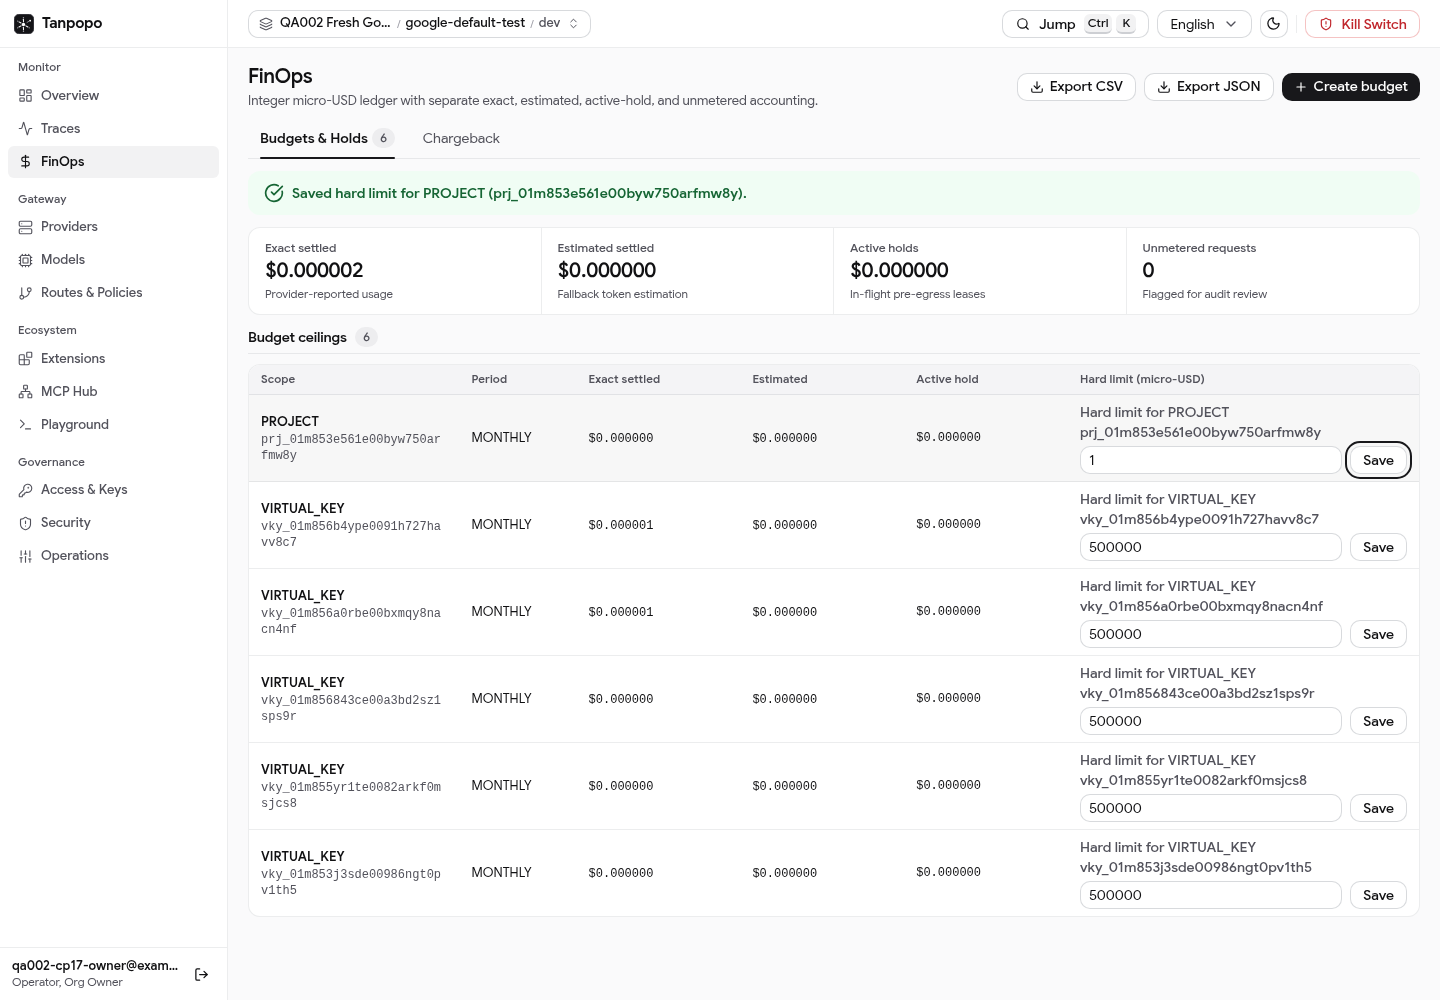 Tanpopo
QA002 Fresh Go... / google-default-test / dev
Jump Ctrl K
English
Kill Switch
Monitor
Overview
Traces
FinOps
Gateway
Providers
Models
Routes & Policies
Ecosystem
Extensions
MCP Hub
Playground
Governance
Access & Keys
Security
Operations
qa002-cp17-owner@exam...
Operator, Org Owner
FinOps
Integer micro-USD ledger with separate exact, estimated, active-hold, and unmetered accounting.
Export CSV
Export JSON
Create budget
Budgets & Holds 6
Chargeback
Saved hard limit for PROJECT (prj_01m853e561e00byw750arfmw8y).
Exact settled
$0.000002
Provider-reported usage
Estimated settled
$0.000000
Fallback token estimation
Active holds
$0.000000
In-flight pre-egress leases
Unmetered requests
0
Flagged for audit review
Budget ceilings 6
Scope Period Exact settled Estimated Active hold Hard limit (micro-USD)
PROJECT
prj_01m853e561e00byw750ar
fmw8y
MONTHLY
$0.000000
$0.000000
$0.000000
Hard limit for PROJECT
prj_01m853e561e00byw750arfmw8y
1
Save
VIRTUAL_KEY
vky_01m856b4ype0091h727ha
vv8c7
MONTHLY
$0.000001
$0.000000
$0.000000
Hard limit for VIRTUAL_KEY
vky_01m856b4ype0091h727havv8c7
500000
Save
VIRTUAL_KEY
vky_01m856a0rbe00bxmqy8na
cn4nf
MONTHLY
$0.000001
$0.000000
$0.000000
Hard limit for VIRTUAL_KEY
vky_01m856a0rbe00bxmqy8nacn4nf
500000
Save
VIRTUAL_KEY
vky_01m856843ce00a3bd2sz1
sps9r
MONTHLY
$0.000000
$0.000000
$0.000000
Hard limit for VIRTUAL_KEY
vky_01m856843ce00a3bd2sz1sps9r
500000
Save
VIRTUAL_KEY
vky_01m855yr1te0082arkf0m
sjcs8
MONTHLY
$0.000000
$0.000000
$0.000000
Hard limit for VIRTUAL_KEY
vky_01m855yr1te0082arkf0msjcs8
500000
Save
VIRTUAL_KEY
vky_01m853j3sde00986ngt0p
v1th5
MONTHLY
$0.000000
$0.000000
$0.000000
Hard limit for VIRTUAL_KEY
vky_01m853j3sde00986ngt0pv1th5
500000
Save